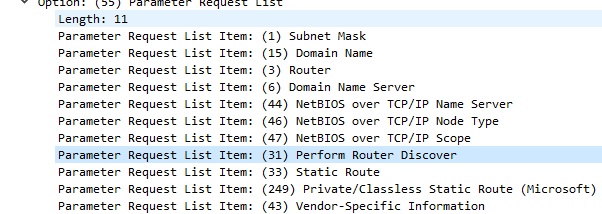 Option: (55) Parameter Request List
Length: 11
Parameter Request List Item: (1) Subnet Mask
Parameter Request List Item: (15) Domain Name
Parameter Request List Item: (3) Router
Parameter Request List Item: (6) Domain Name Server
Parameter Request List Item: (44) NetBIOS over TCP/IP Name Server
Parameter Request List Item: (46) NetBIOS over TCP/IP Node Type
Parameter Request List Item: (47) NetBIOS over TCP/IP Scope
Parameter Request List Item: (31) Perform Router Discover
Parameter Request List Item: (33) Static Route
Parameter Request List Item: (249) Private/Classless Static Route (Microsoft)
Parameter Request List Item: (43) Vendor-Specific Information